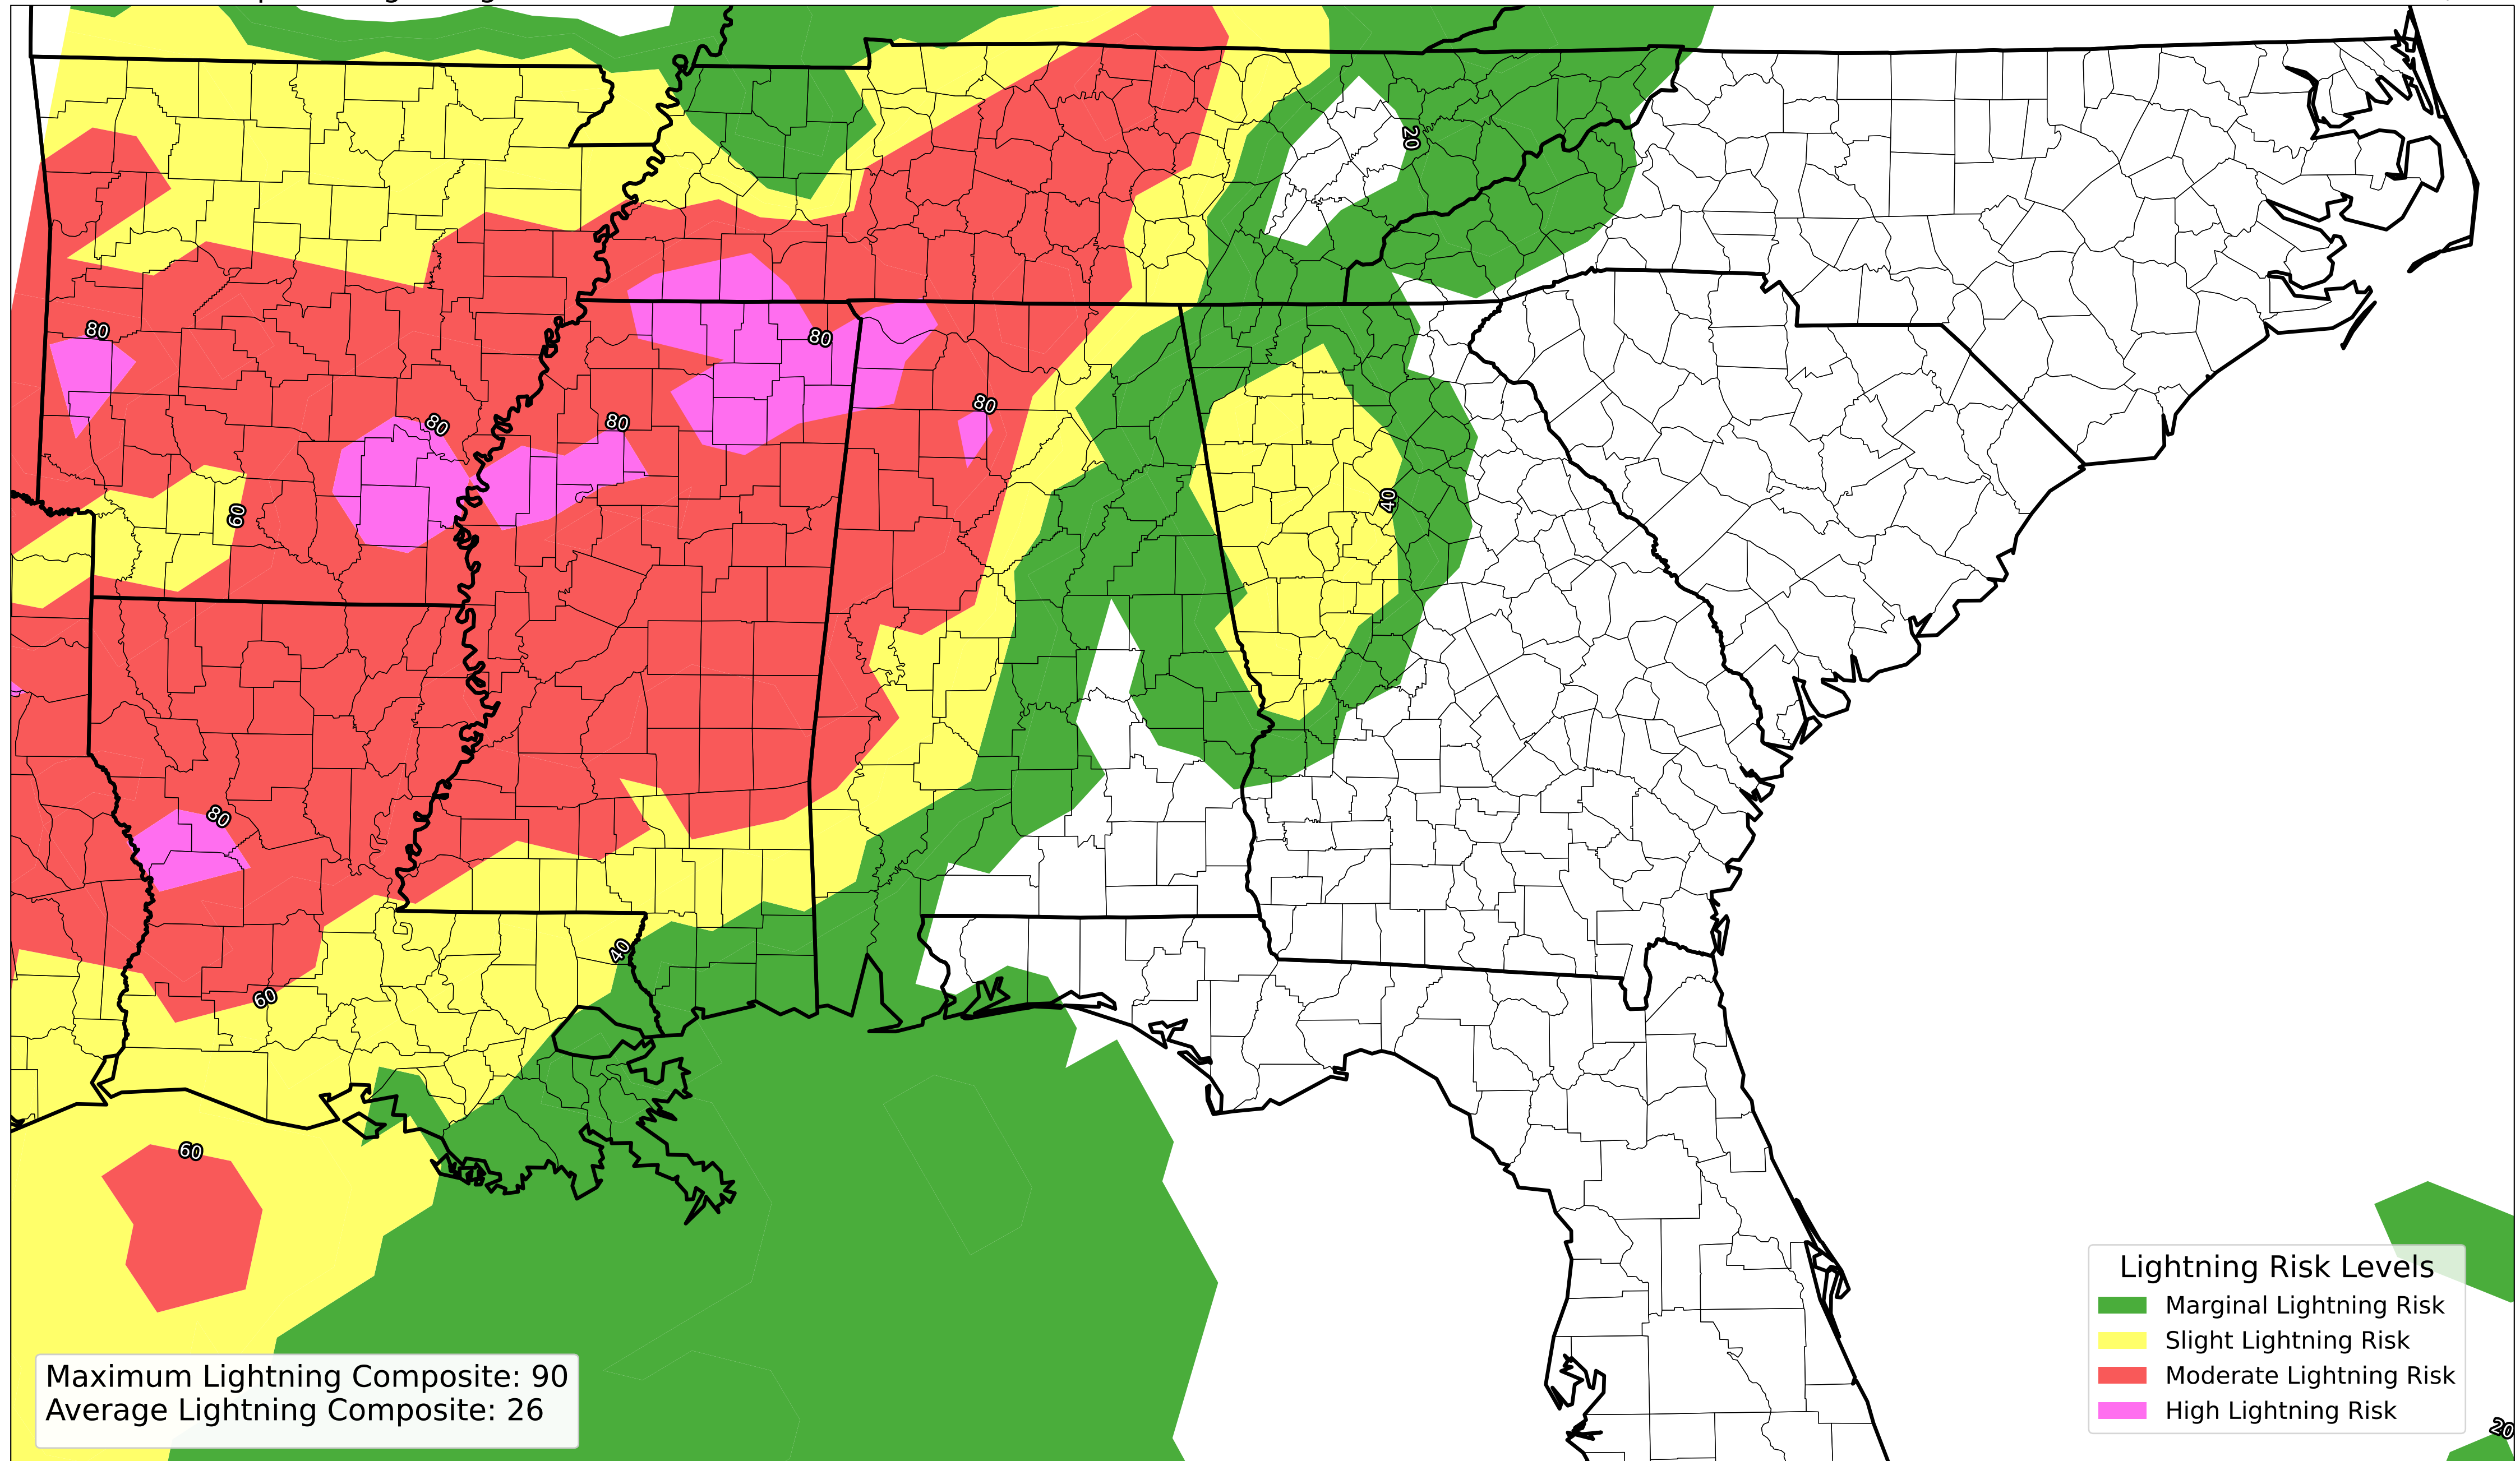 20
80
80
80
80
80
60
40
80
40
60
60
20
Lightning Risk Levels
Marginal Lightning Risk
Slight Lightning Risk
Moderate Lightning Risk
High Lightning Risk
Maximum Lightning Composite: 90
Average Lightning Composite: 26